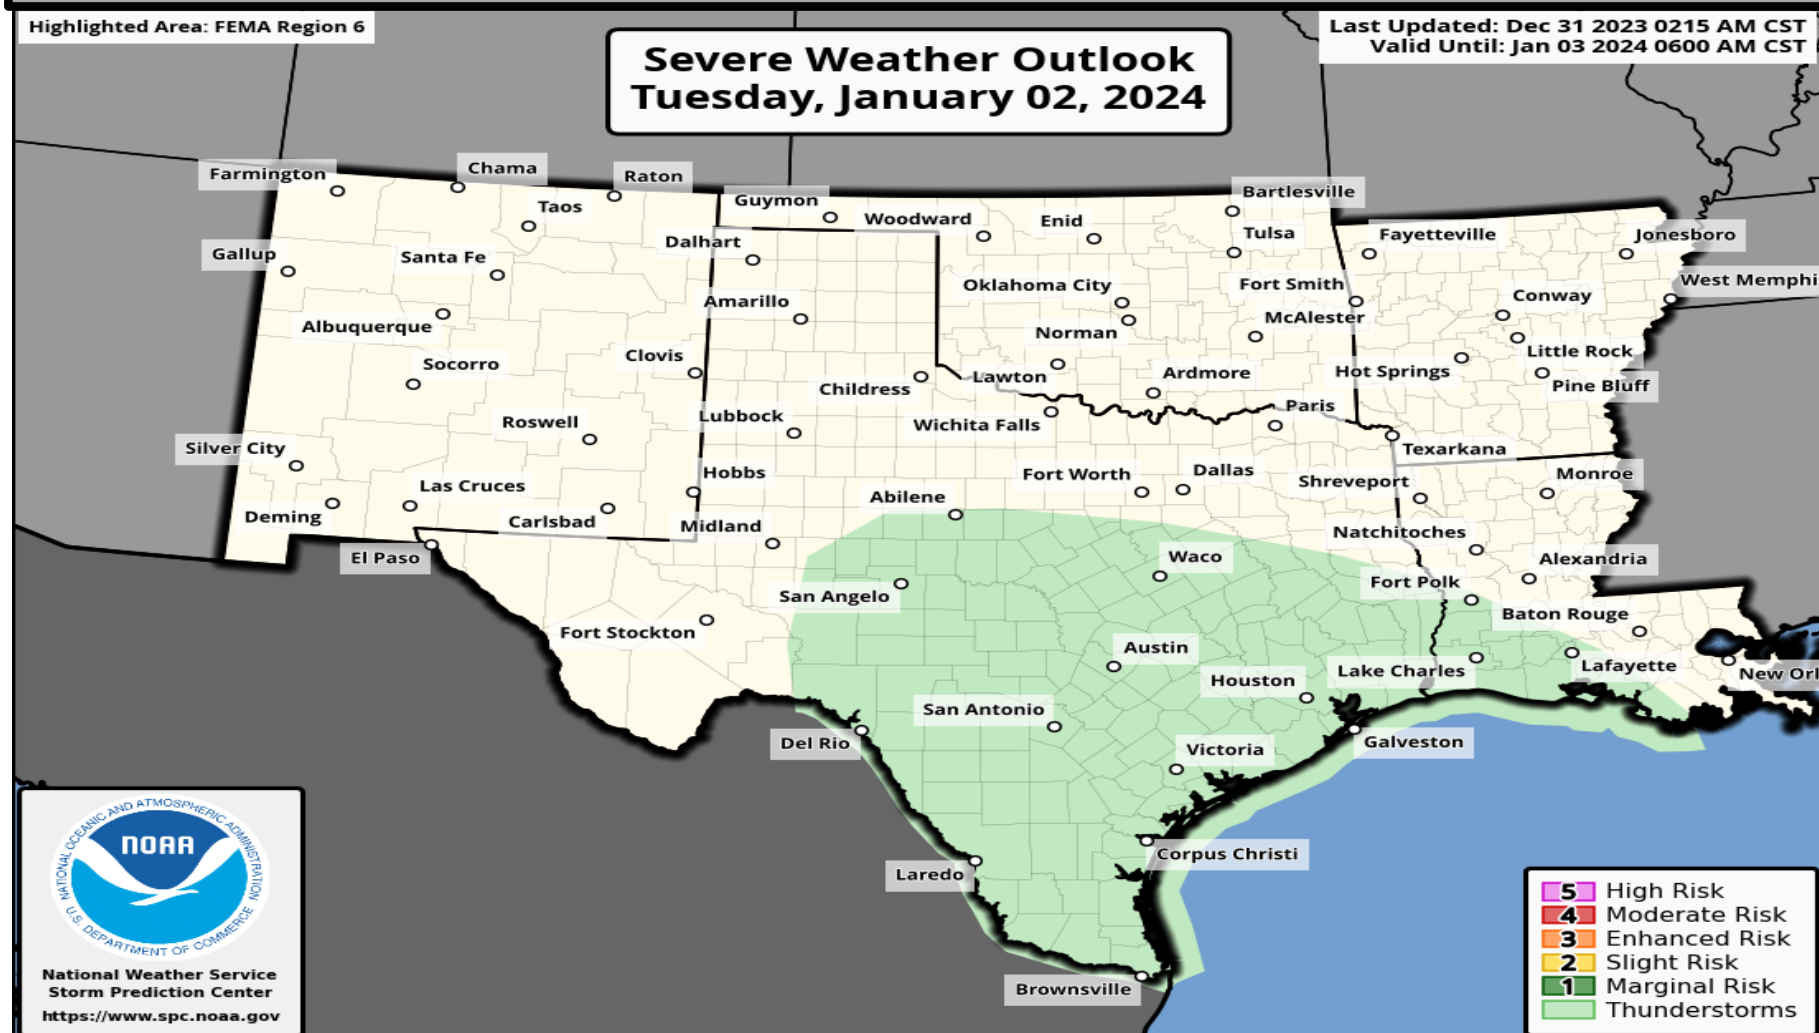 Highlighted Area: FEMA Region 6
Last Updated: Dec 31 2023 0215 AM CST
Valid Until: Jan 03 2024 0600 AM CST
Severe Weather Outlook
Tuesday, January 02, 2024
Farmington
Chama
Raton
Taos
Guymon
Woodward
Enid
Bartlesville
Tulsa
Fayetteville
Jonesboro
Gallup
Santa Fe
Dalhart
Oklahoma City
Fort Smith
Conway
West Memphi
Albuquerque
Amarillo
Norman
McAlester
Little Rock
Socorro
Clovis
Childress
Lawton
Ardmore
Hot Springs
Pine Bluff
Roswell
Lubbock
Wichita Falls
Paris
Texarkana
Silver City
Las Cruces
Hobbs
Fort Worth
Dallas
Shreveport
Monroe
Deming
Carlsbad
Midland
Abilene
Natchitoches
El Paso
San Angelo
Waco
Fort Polk
Alexandria
Fort Stockton
Austin
Baton Rouge
Houston
Lake Charles
Lafayette
New Orl
San Antonio
Del Rio
Victoria
Galveston
Laredo
Corpus Christi
Brownsville
NATIONAL OCEANIC AND ATMOSPHERIC ADMINISTRATION
NOAA
U.S. DEPARTMENT OF COMMERCE
National Weather Service
Storm Prediction Center
https://www.spc.noaa.gov
5 High Risk
4 Moderate Risk
3 Enhanced Risk
2 Slight Risk
1 Marginal Risk
Thunderstorms